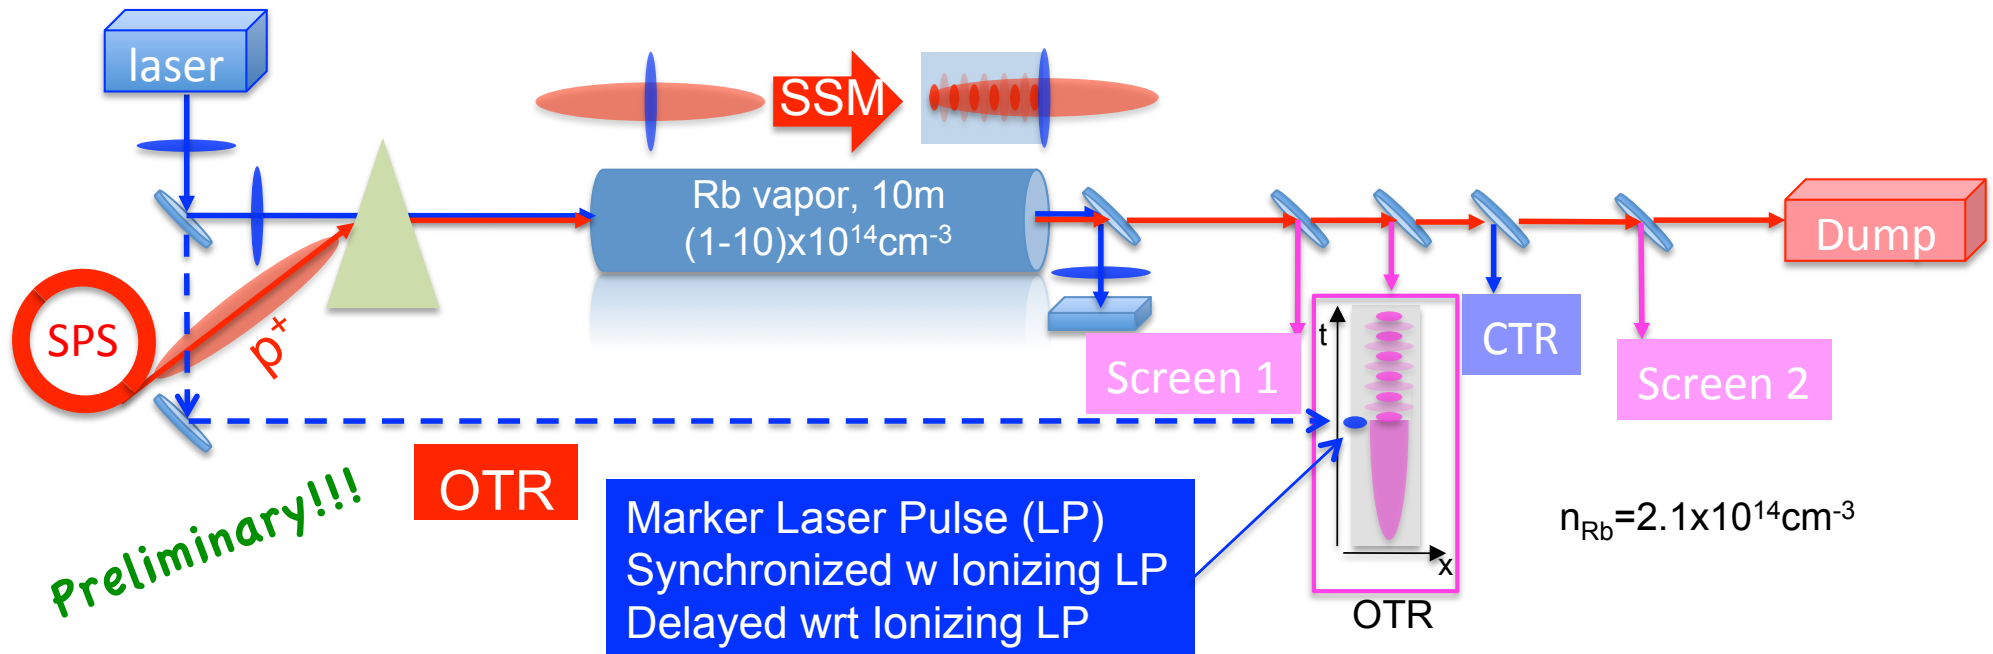 laser
SSM
Rb vapor, 10m
(1-10)x10¹⁴cm⁻³
Dump
SPS
p⁺
t
CTR
Screen 1
Screen 2
OTR
Preliminary!!!
Marker Laser Pulse (LP)
Synchronized w Ionizing LP
Delayed wrt Ionizing LP
x
OTR
n_Rb=2.1x10¹⁴cm⁻³